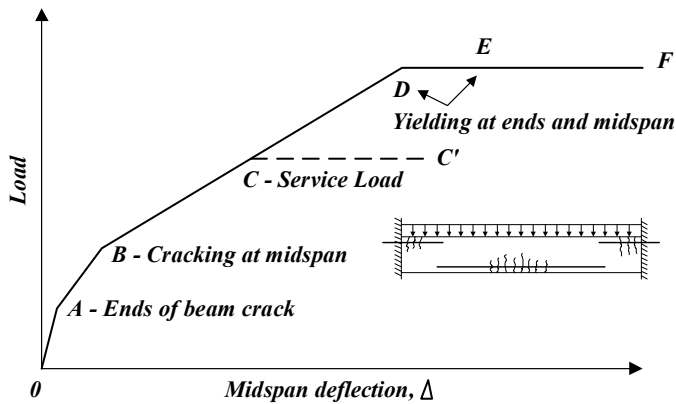 E
F
D
Yielding at ends and midspan
Load
C'
C - Service Load
B - Cracking at midspan
A - Ends of beam crack
0
Midspan deflection, Δ